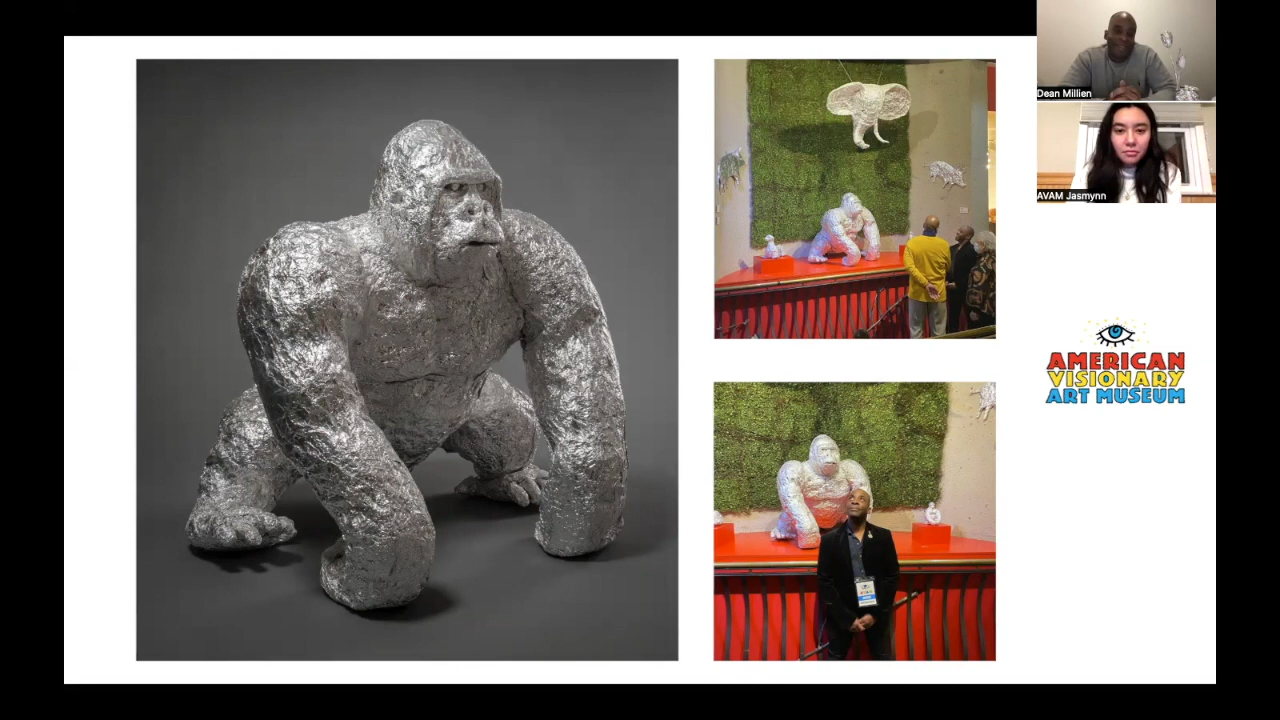 Dean Millien
AVAM Jasmynn
AMERICAN
VISIONARY
ART MUSEUM